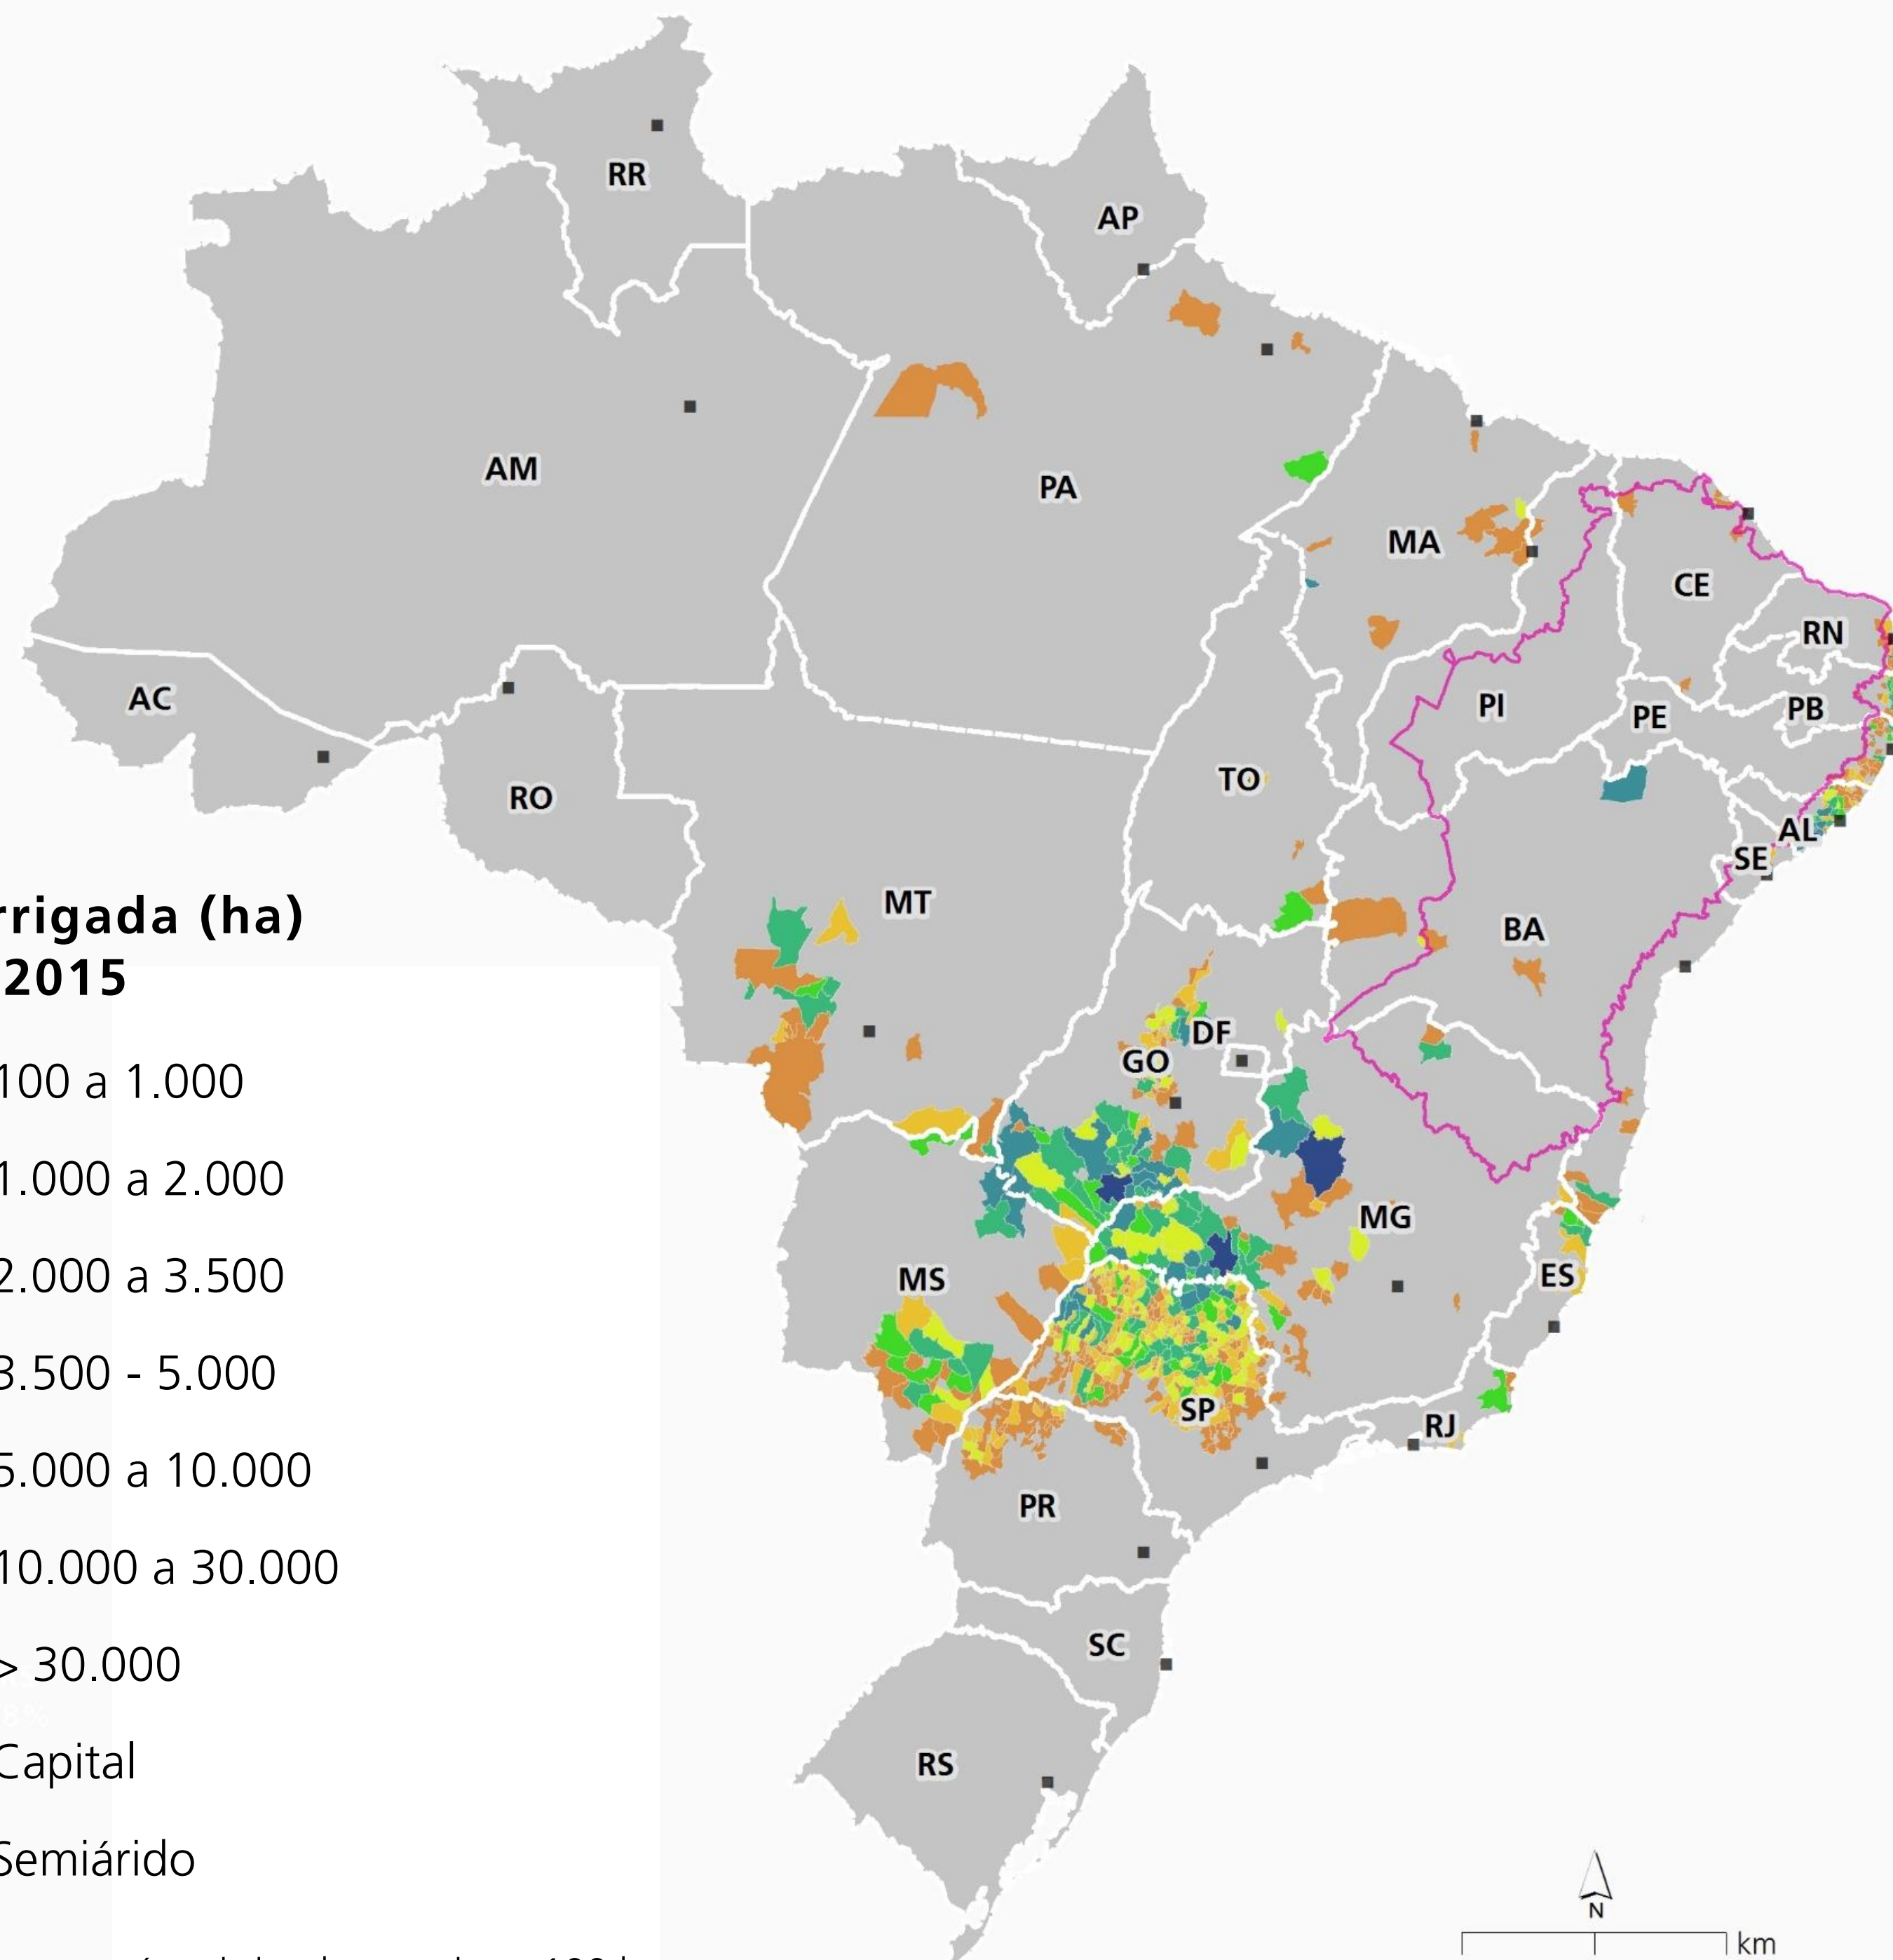 RR
AP
AM
PA
MA
CE
RN
PB
PI
PE
AC
RO
TO
AL
SE
MT
BA
DF
GO
MG
ES
MS
SP
RJ
PR
SC
RS
rrigada (ha)
2015
100 a 1.000
1.000 a 2.000
2.000 a 3.500
3.500 - 5.000
5.000 a 10.000
10.000 a 30.000
> 30.000
8%
Capital
Semiárido
N
km